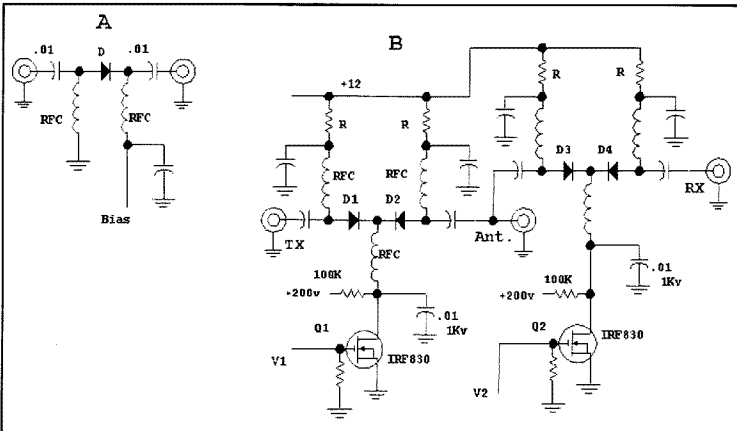 A
B
.01
D
.01
RFC
RFC
Bias
+12
R
R
R
R
RFC
RFC
D1
D2
D3
D4
TX
RFC
Ant.
RX
100K
+200v
.01
1Kv
Q1
IRF830
V1
100K
+200v
.01
1Kv
Q2
IRF830
V2